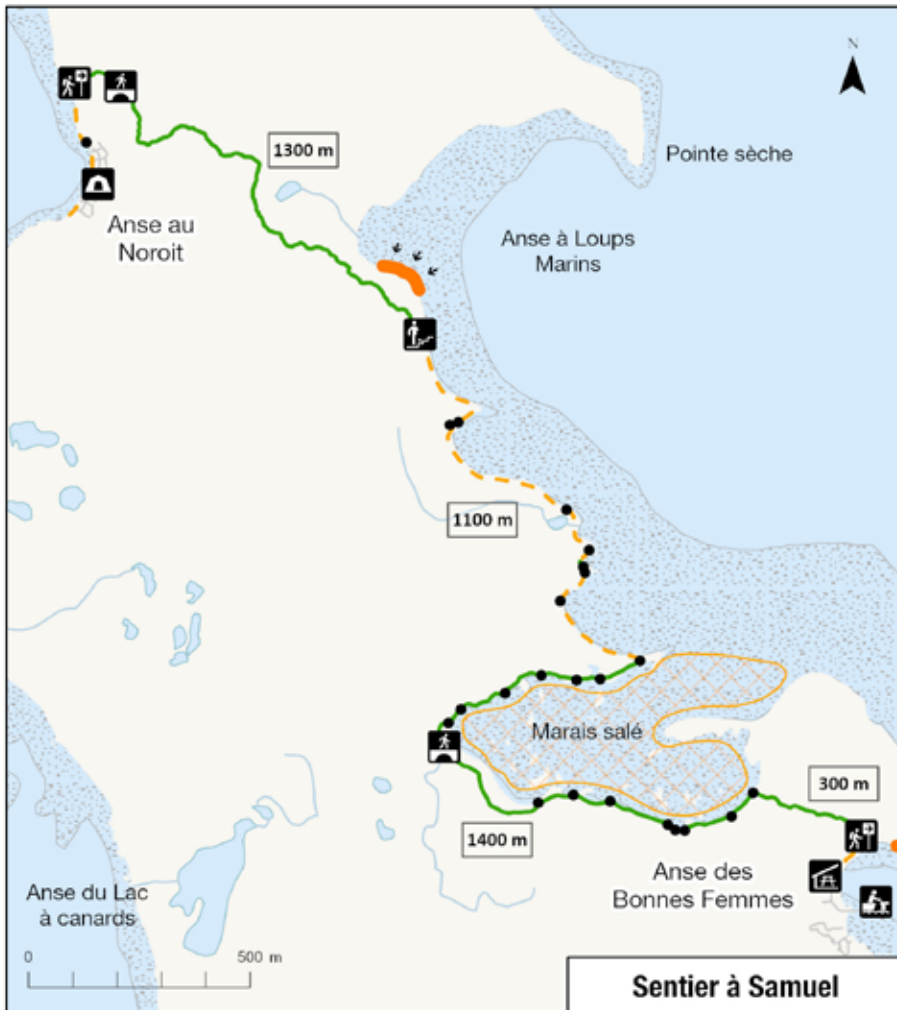 N
1300 m
Pointe sèche
Anse au
Noroit
Anse à Loups
Marins
1100 m
Marais salé
300 m
1400 m
Anse des
Bonnes Femmes
Anse du Lac
à canards
0
500 m
Sentier à Samuel